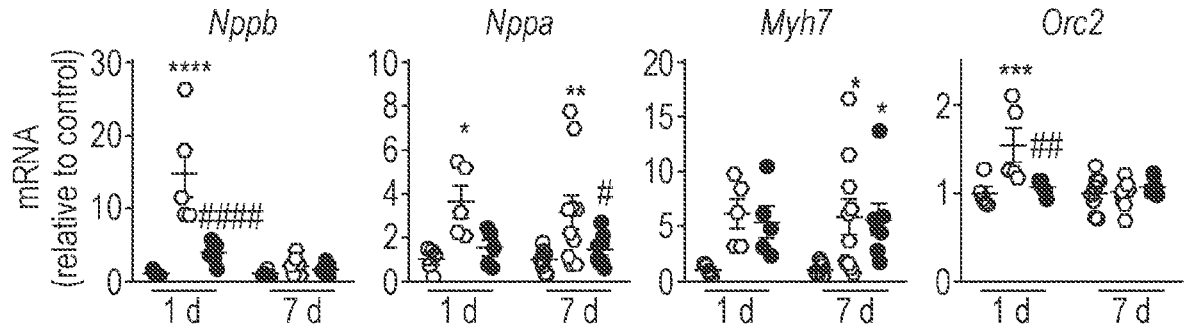 Nppb
Nppa
Myh7
Orc2
mRNA
(relative to control)
30
20
10
0
****
####
1 d
7 d
10
8
6
4
2
0
*
**
#
1 d
7 d
20
15
10
5
0
*
*
1 d
7 d
2
1
0
***
##
1 d
7 d